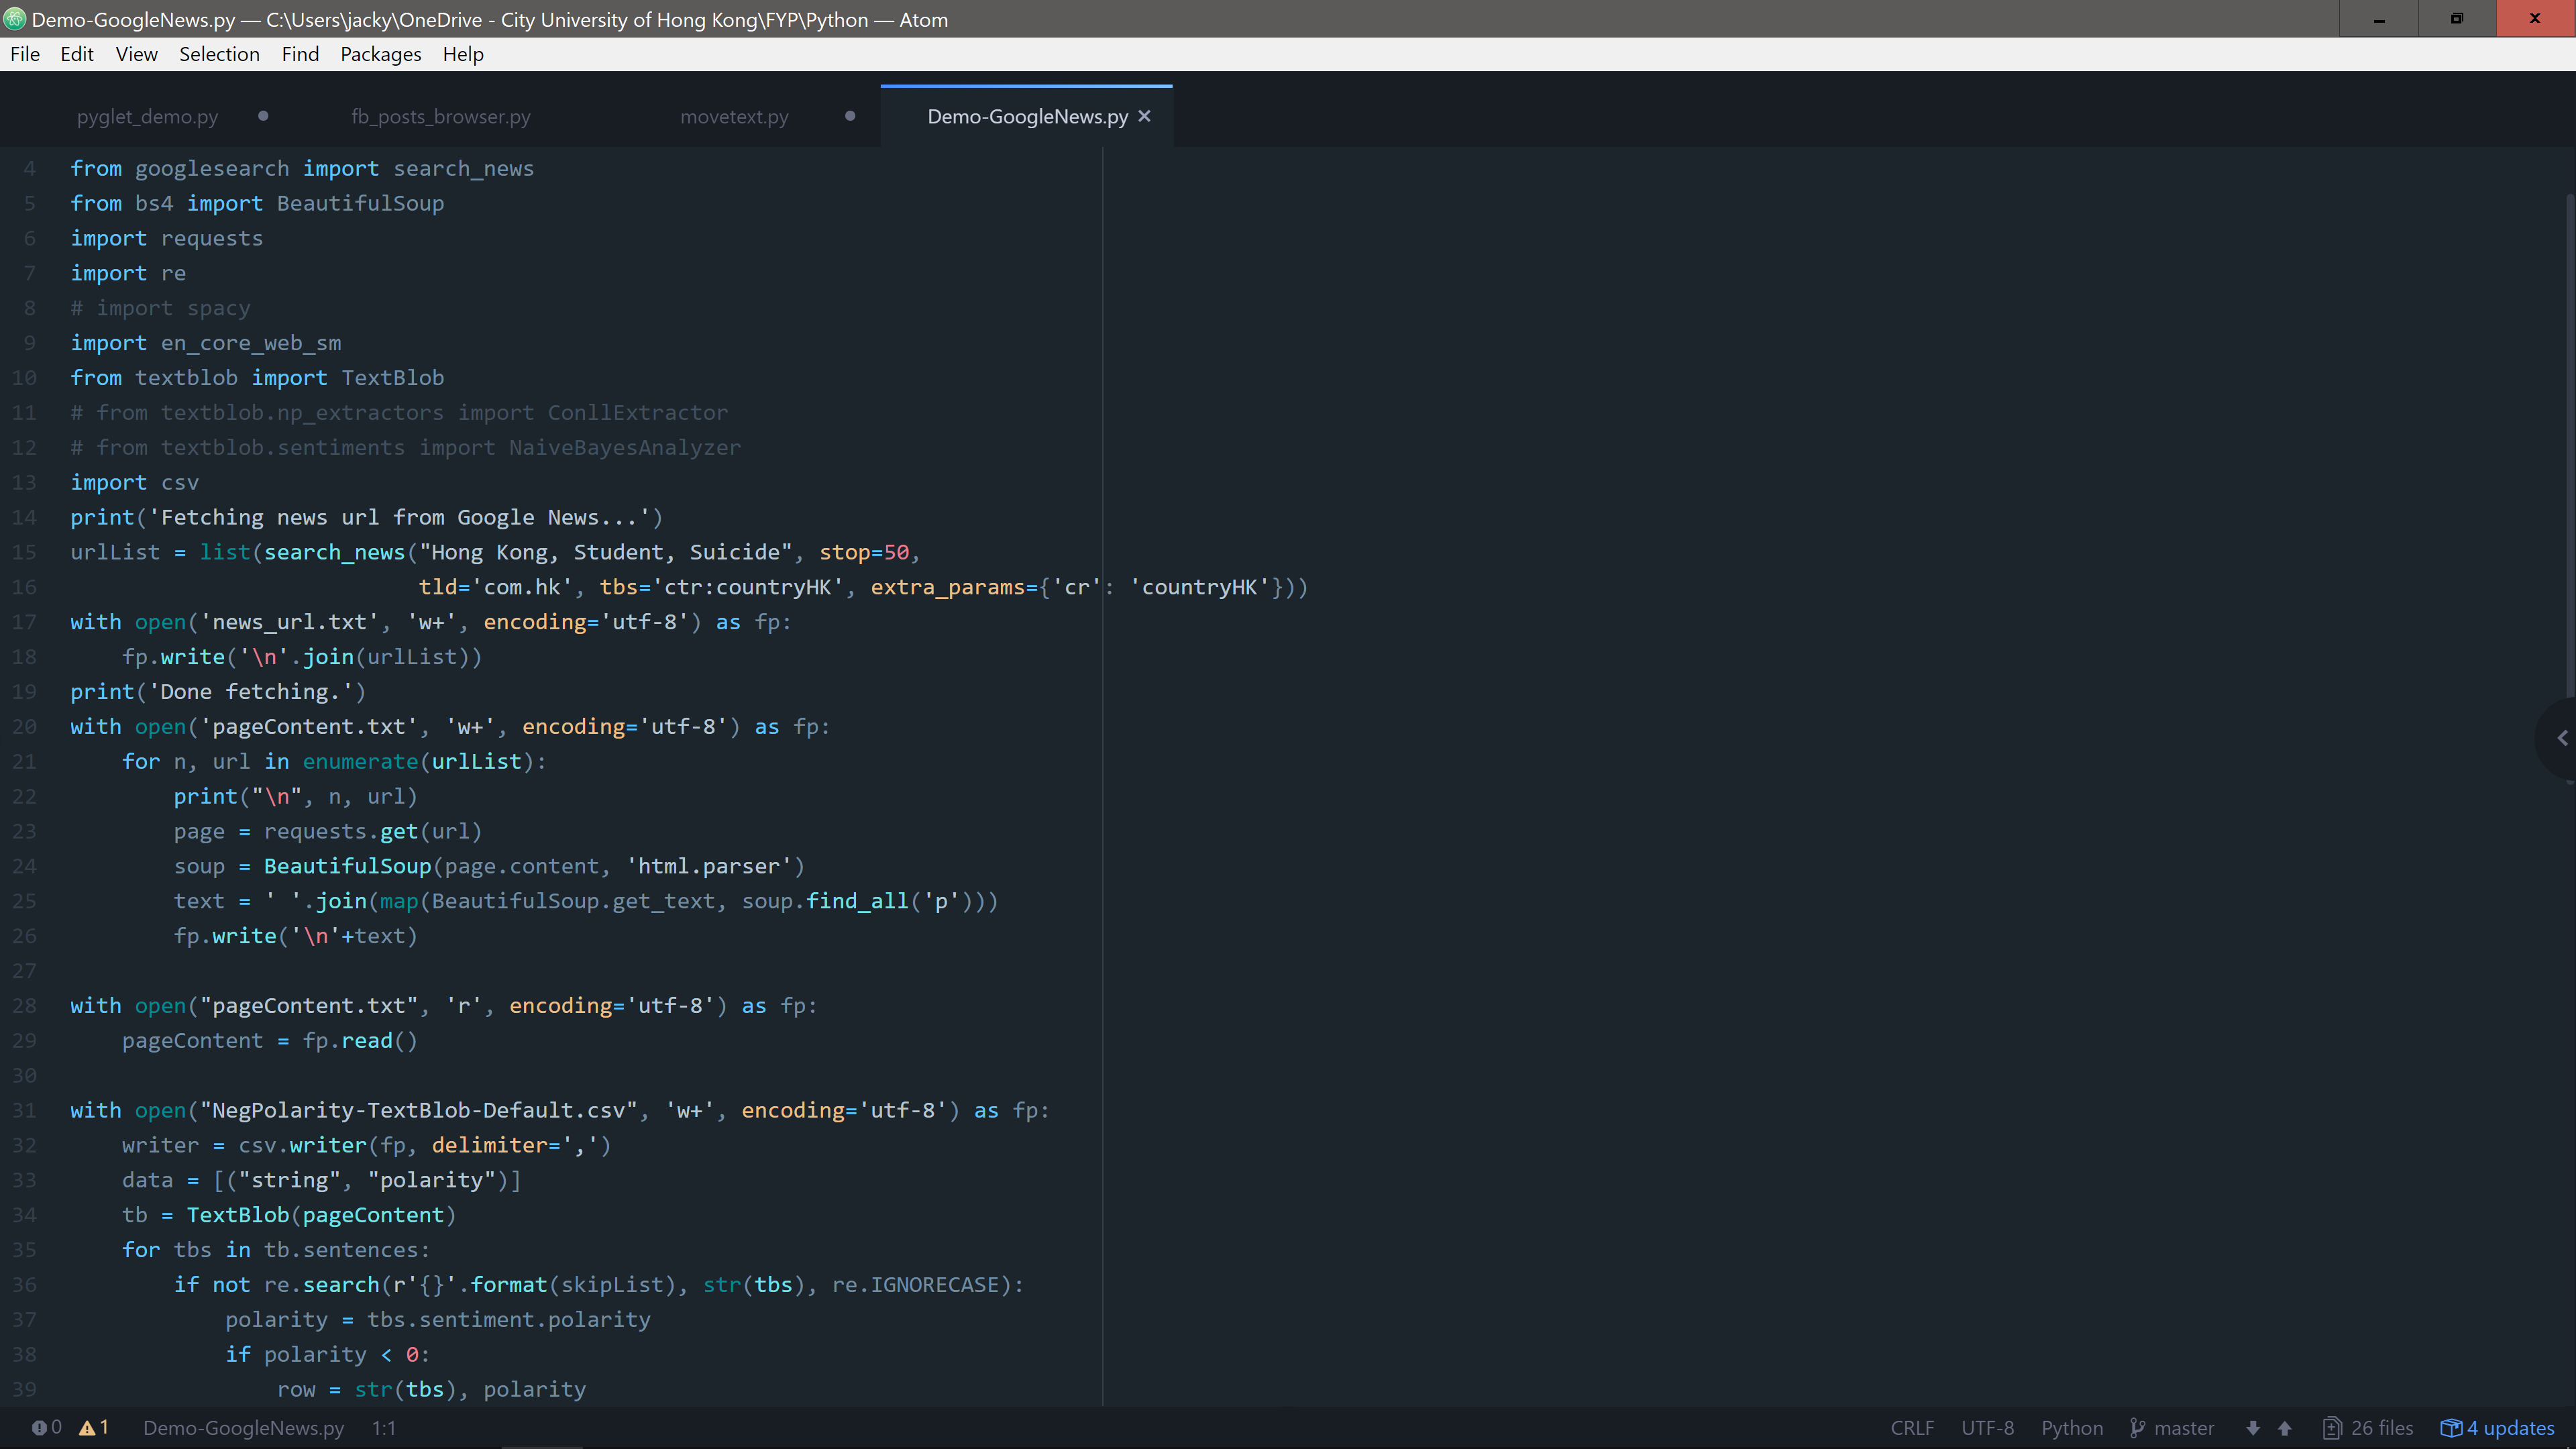 Demo-GoogleNews.py — C:\Users\jacky\OneDrive - City University of Hong Kong\FYP\Python — Atom
File Edit View Selection Find Packages Help
pyglet_demo.py fb_posts_browser.py movetext.py Demo-GoogleNews.py
4 from googlesearch import search_news
5 from bs4 import BeautifulSoup
6 import requests
7 import re
8 # import spacy
9 import en_core_web_sm
10 from textblob import TextBlob
11 # from textblob.np_extractors import ConllExtractor
12 # from textblob.sentiments import NaiveBayesAnalyzer
13 import csv
14 print('Fetching news url from Google News...')
15 urlList = list(search_news("Hong Kong, Student, Suicide", stop=50,
16                            tld='com.hk', tbs='ctr:countryHK', extra_params={'cr': 'countryHK'}))
17 with open('news_url.txt', 'w+', encoding='utf-8') as fp:
18     fp.write('\n'.join(urlList))
19 print('Done fetching.')
20 with open('pageContent.txt', 'w+', encoding='utf-8') as fp:
21     for n, url in enumerate(urlList):
22         print("\n", n, url)
23         page = requests.get(url)
24         soup = BeautifulSoup(page.content, 'html.parser')
25         text = ' '.join(map(BeautifulSoup.get_text, soup.find_all('p')))
26         fp.write('\n'+text)
27
28 with open("pageContent.txt", 'r', encoding='utf-8') as fp:
29     pageContent = fp.read()
30
31 with open("NegPolarity-TextBlob-Default.csv", 'w+', encoding='utf-8') as fp:
32     writer = csv.writer(fp, delimiter=',')
33     data = [("string", "polarity")]
34     tb = TextBlob(pageContent)
35     for tbs in tb.sentences:
36         if not re.search(r'{}'.format(skipList), str(tbs), re.IGNORECASE):
37             polarity = tbs.sentiment.polarity
38             if polarity < 0:
39                 row = str(tbs), polarity
0 1 Demo-GoogleNews.py 1:1 CRLF UTF-8 Python master 26 files 4 updates